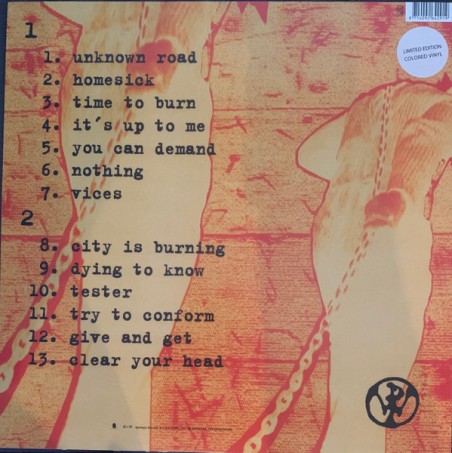 1
1. unknown road
2. homesick
3. time to burn
4. it's up to me
5. you can demand
6. nothing
7. vices
2
8. city is burning
9. dying to know
10. tester
11. try to conform
12. give and get
13. clear your head
LIMITED EDITION
COLORED VINYL